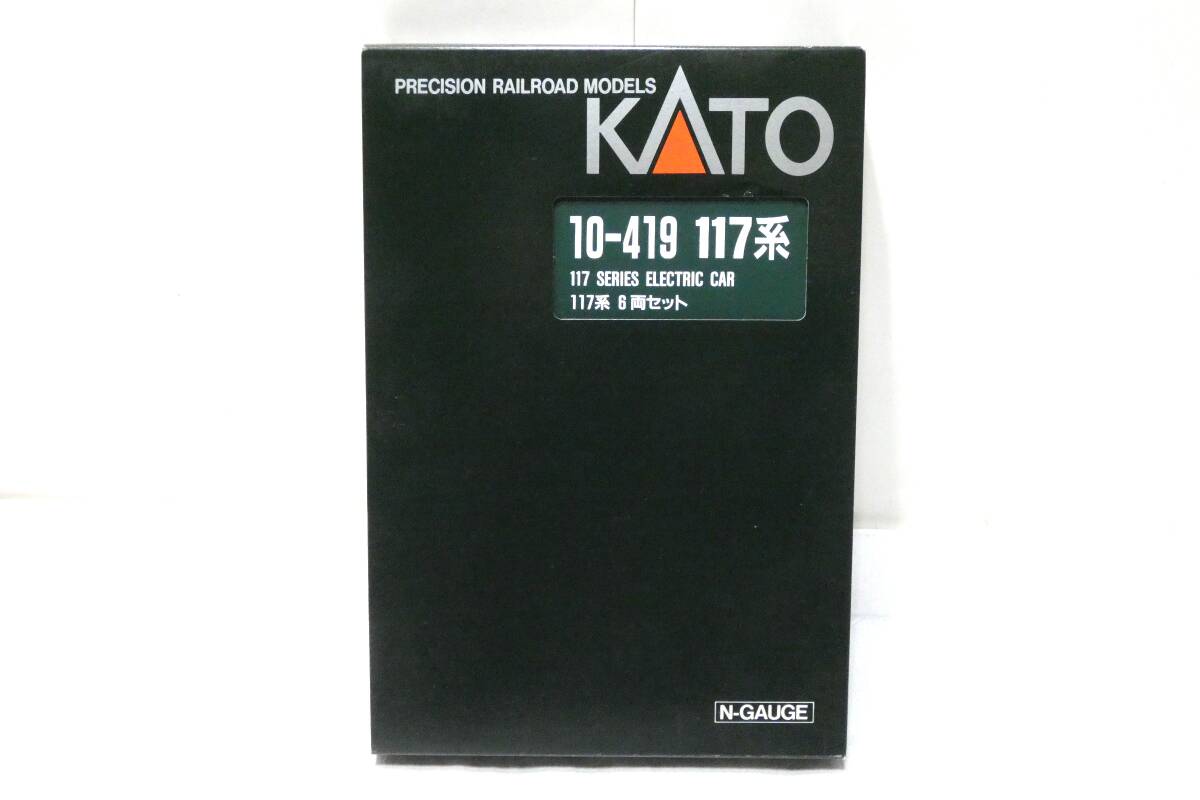 PRECISION RAILROAD MODELS
KATO
10-419 117系
117 SERIES ELECTRIC CAR
117系 6両セット
N-GAUGE